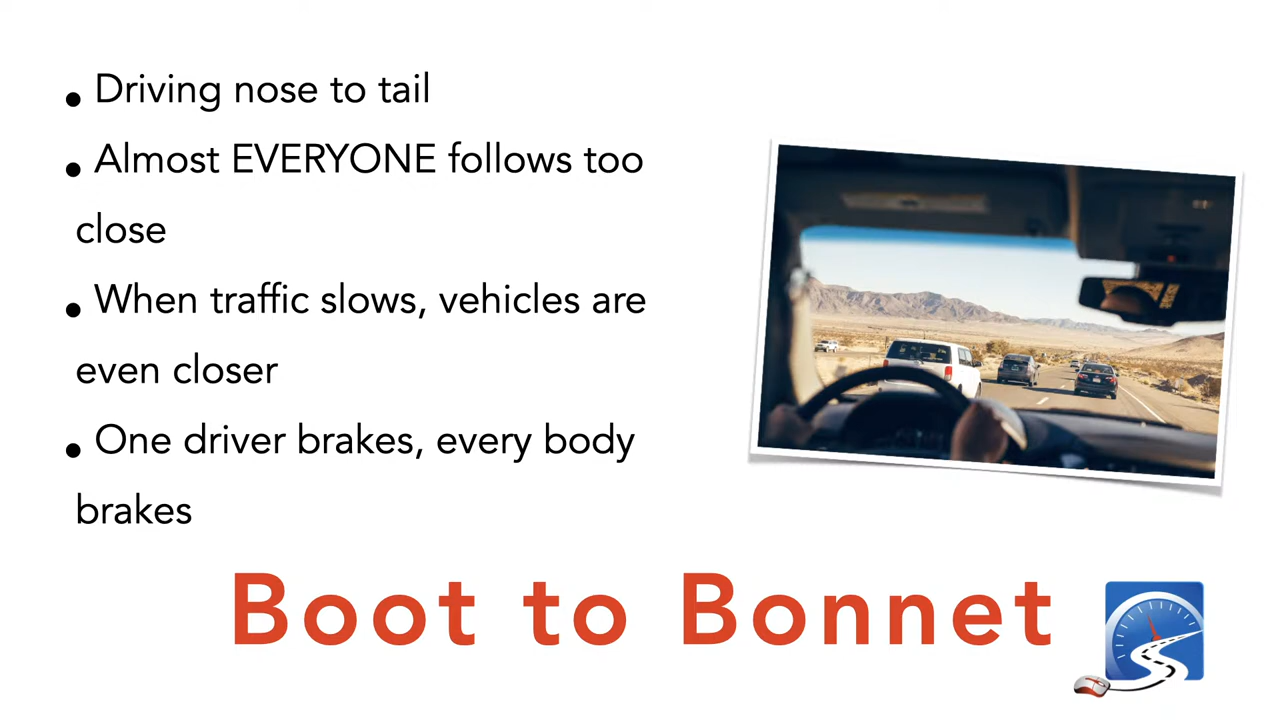 • Driving nose to tail
• Almost EVERYONE follows too
close
• When traffic slows, vehicles are
even closer
• One driver brakes, every body
brakes
Boot to Bonnet